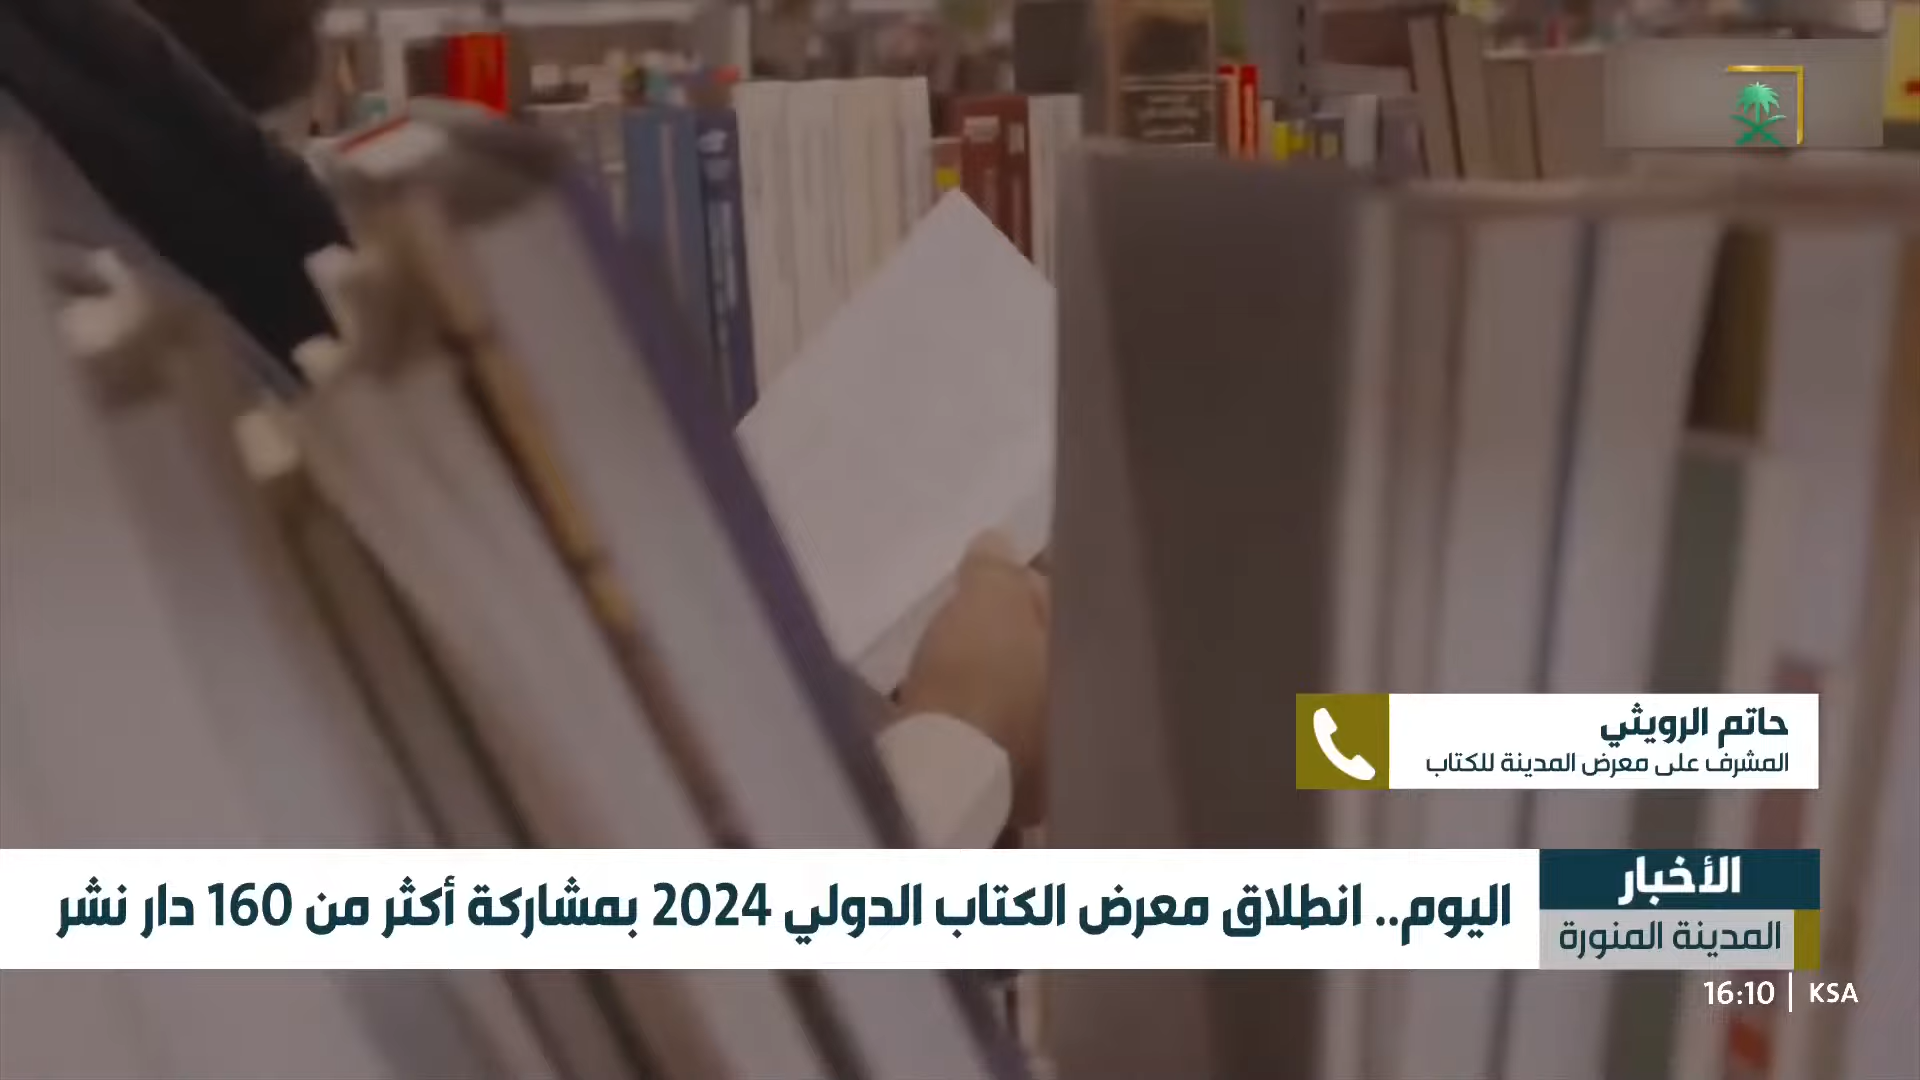 حاتم الرويثي
المشرف على معرض المدينة للكتاب
الأخبار
المدينة المنورة
اليوم.. انطلاق معرض الكتاب الدولي 2024 بمشاركة أكثر من 160 دار نشر
16:10 | KSA